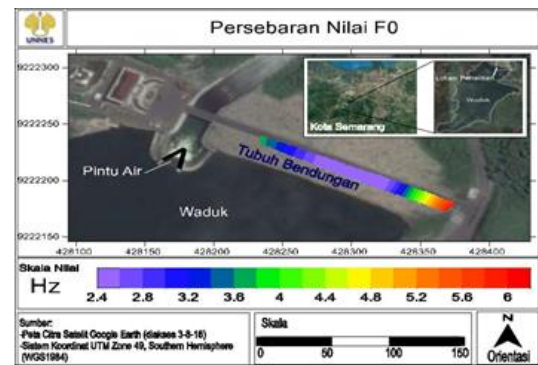 UNNES
Persebaran Nilai F0
9222300
9222250
9222200
9222150
Lokasi Penelitian
Waduk
Kota Semarang
Pintu Air
Tubuh Bendungan
Waduk
428100 428150 428200 428250 428300 428350 428400
Skala Nilai
Hz
2.4 2.8 3.2 3.6 4 4.4 4.8 5.2 5.6 6
Sumber:
-Peta Citra Satelit Google Earth (diakses 3-8-16)
-Sistem Koordinat UTM Zone 49, Southern Hemisphere
(WGS1984)
Skala
0 50 100 150
N
Orientasi